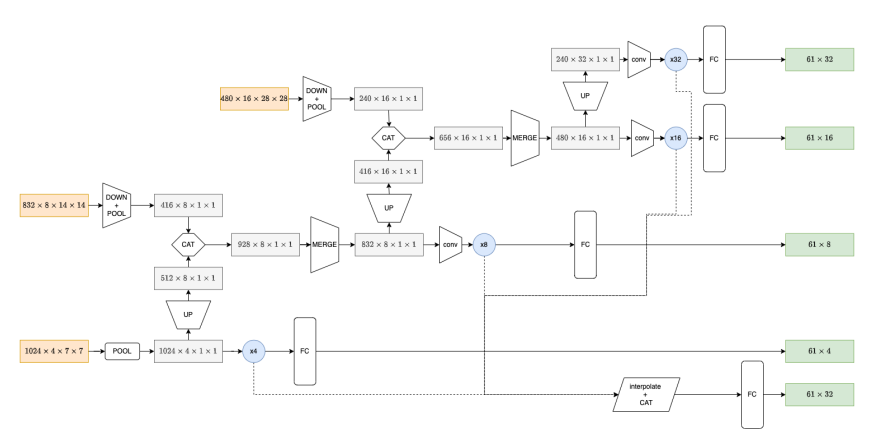 240 × 32 × 1 × 1
conv
x32
FC
61 × 32
480 × 16 × 28 × 28
DOWN
+
POOL
240 × 16 × 1 × 1
UP
CAT
656 × 16 × 1 × 1
MERGE
480 × 16 × 1 × 1
conv
x16
FC
61 × 16
416 × 16 × 1 × 1
832 × 8 × 14 × 14
DOWN
+
POOL
416 × 8 × 1 × 1
UP
CAT
928 × 8 × 1 × 1
MERGE
832 × 8 × 1 × 1
conv
x8
FC
61 × 8
512 × 8 × 1 × 1
UP
1024 × 4 × 7 × 7
POOL
1024 × 4 × 1 × 1
x4
FC
61 × 4
interpolate
+
CAT
FC
61 × 32